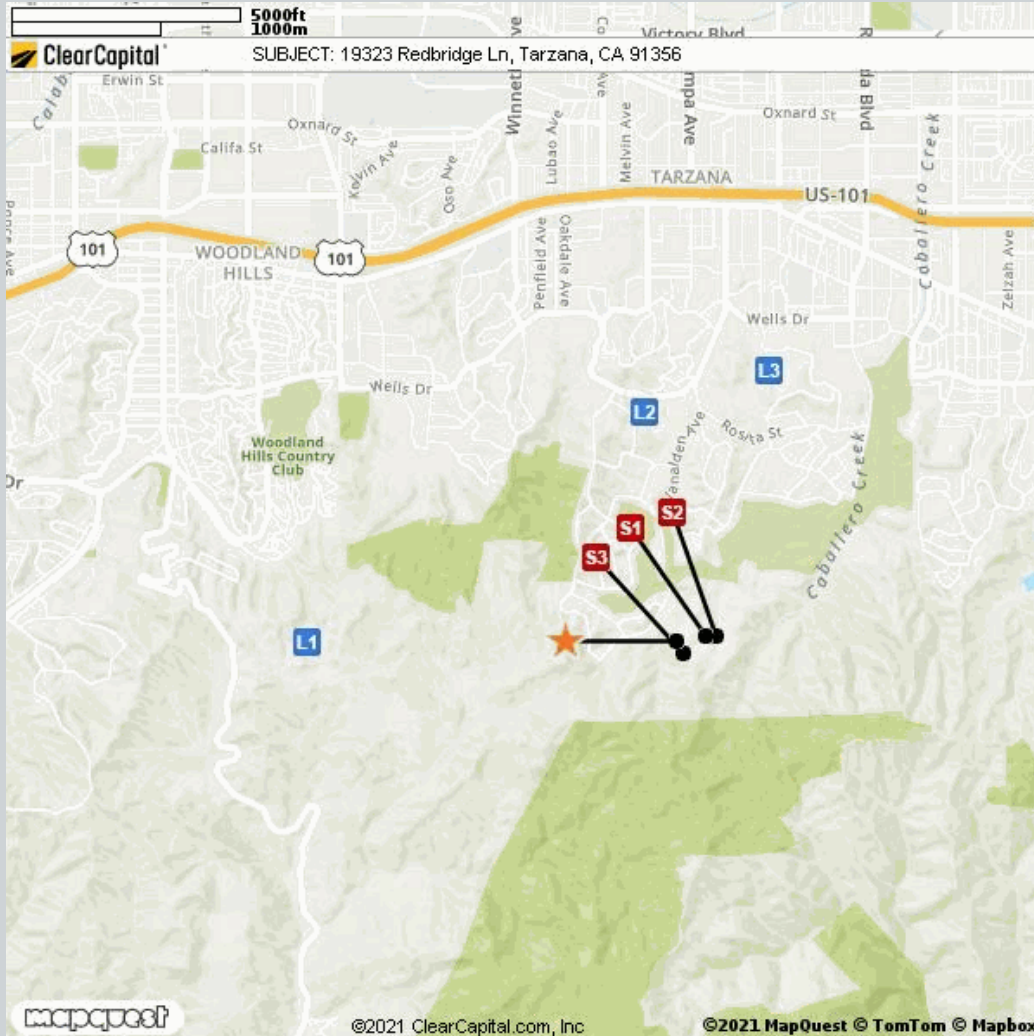 5000ft
1000m
Victory Blvd
ClearCapital
SUBJECT: 19323 Redbridge Ln, Tarzana, CA 91356
Erwin St
Oxnard St
Oxnard St
Califa St
Kelvin Ave
Oso Ave
Lubao Ave
Melvin Ave
TARZANA
US-101
101
101
WOODLAND
HILLS
Penfield Ave
Oakdale Ave
Caballero Creek
Zelzah Ave
Wells Dr
Wells Dr
L3
L2
Rosita St
Vanalden Ave
Woodland
Hills Country
Club
Dr
Caballero Creek
S2
S1
S3
L1
mapquest
©2021 ClearCapital.com, Inc
©2021 MapQuest © TomTom © Mapbo